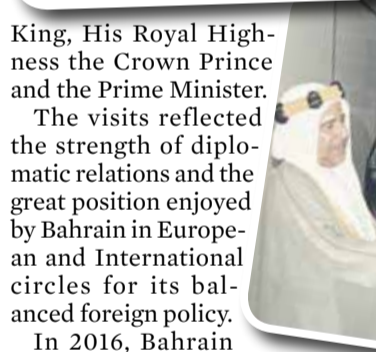 King, His Royal High-
ness the Crown Prince
and the Prime Minister.
The visits reflected
the strength of diplo-
matic relations and the
great position enjoyed
by Bahrain in Europe-
an and International
circles for its bal-
anced foreign policy.
In 2016, Bahrain